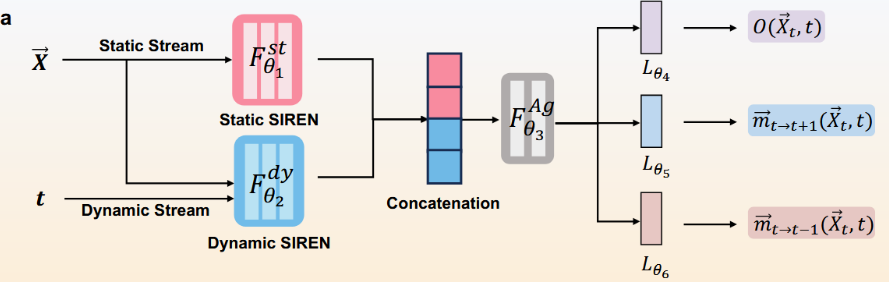 a
X⃗
Static Stream
F^{st}_{θ_1}
Static SIREN
t
Dynamic Stream
F^{dy}_{θ_2}
Dynamic SIREN
Concatenation
F^{Ag}_{θ_3}
L_{θ_4}
O(X⃗_t, t)
L_{θ_5}
m⃗_{t→t+1}(X⃗_t, t)
L_{θ_6}
m⃗_{t→t−1}(X⃗_t, t)